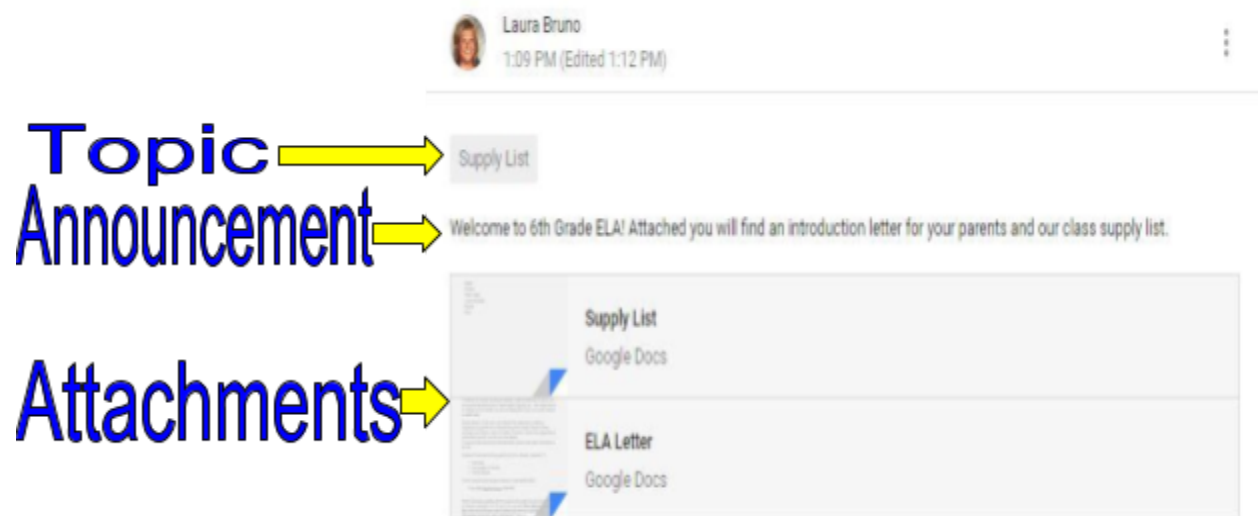 Laura Bruno
1:09 PM (Edited 1:12 PM)
Topic
Supply List
Announcement
Welcome to 6th Grade ELA! Attached you will find an introduction letter for your parents and our class supply list.
Attachments
Supply List
Google Docs
ELA Letter
Google Docs